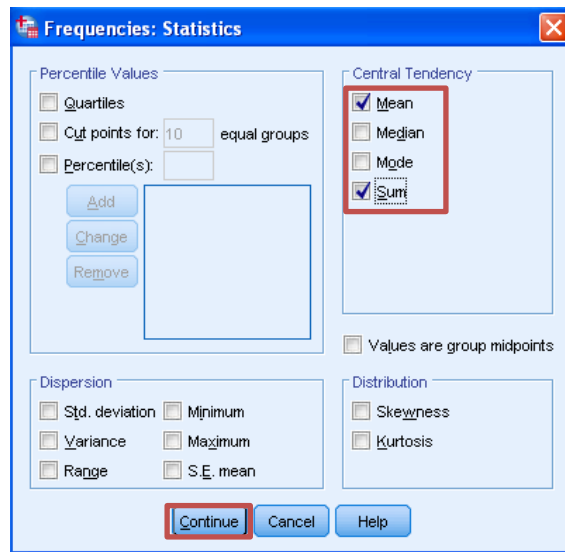 Frequencies: Statistics
Percentile Values
Quartiles
Cut points for: 10 equal groups
Percentile(s):
Add
Change
Remove
Central Tendency
Mean
Median
Mode
Sum
Values are group midpoints
Dispersion
Std. deviation Minimum
Variance Maximum
Range S.E. mean
Distribution
Skewness
Kurtosis
Continue Cancel Help